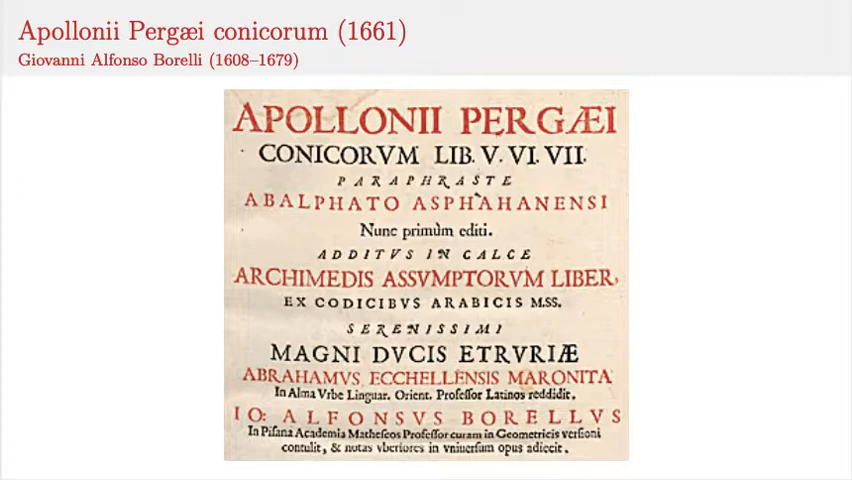 Apollonii Pergæi conicorum (1661)
Giovanni Alfonso Borelli (1608–1679)
APOLLONII PERGÆI
CONICORVM LIB. V. VI. VII.
PARAPHRASTE
ABALPHATO ASPHAHANENSI
Nunc primùm editi.
ADDITVS IN CALCE
ARCHIMEDIS ASSVMPTORVM LIBER,
EX CODICIBVS ARABICIS M.SS.
SERENISSIMI
MAGNI DVCIS ETRVRIÆ
ABRAHAMVS ECCHELLENSIS MARONITA
In Alma Vrbe Linguar. Orient. Profeſſor Latinos reddidit.
IO: ALFONSVS BORELLVS
In Piſana Academia Matheſeos Profeſſor curam in Geometricis verſioni
contulit, & notas vberiores in vniuerſum opus adiecit.